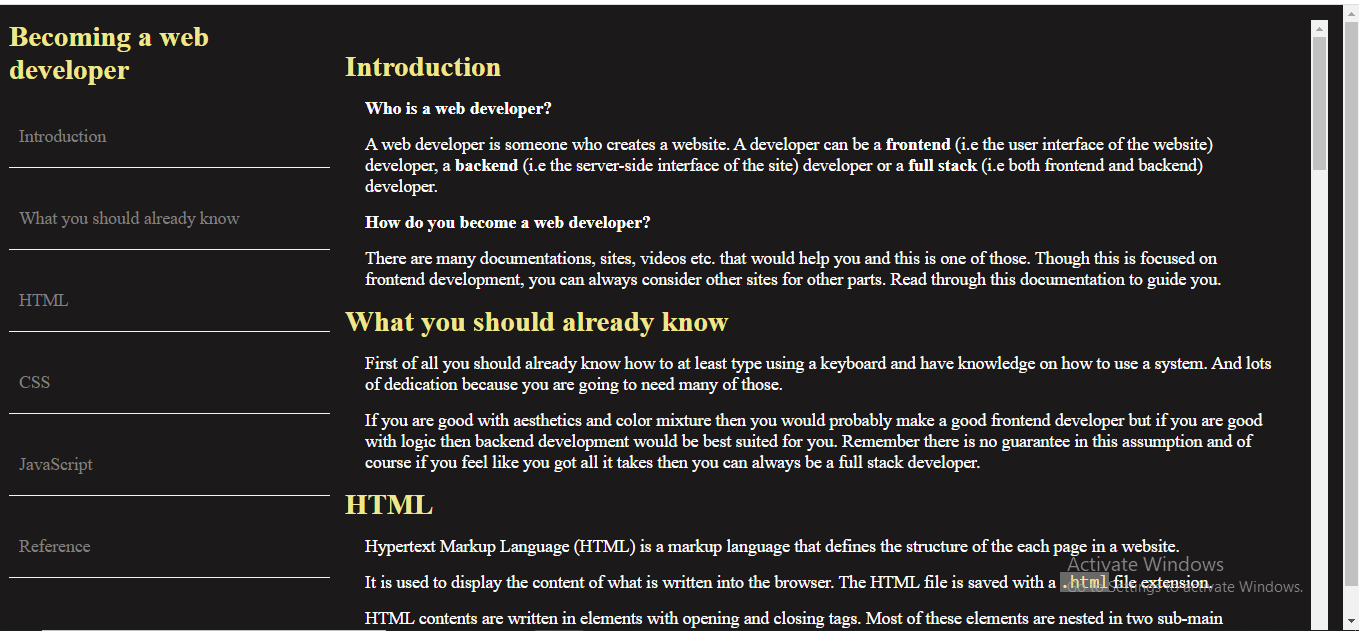 Becoming a web
developer
Introduction
What you should already know
HTML
CSS
JavaScript
Reference
Introduction
Who is a web developer?
A web developer is someone who creates a website. A developer can be a frontend (i.e the user interface of the website)
developer, a backend (i.e the server-side interface of the site) developer or a full stack (i.e both frontend and backend)
developer.
How do you become a web developer?
There are many documentations, sites, videos etc. that would help you and this is one of those. Though this is focused on
frontend development, you can always consider other sites for other parts. Read through this documentation to guide you.
What you should already know
First of all you should already know how to at least type using a keyboard and have knowledge on how to use a system. And lots
of dedication because you are going to need many of those.
If you are good with aesthetics and color mixture then you would probably make a good frontend developer but if you are good
with logic then backend development would be best suited for you. Remember there is no guarantee in this assumption and of
course if you feel like you got all it takes then you can always be a full stack developer.
HTML
Hypertext Markup Language (HTML) is a markup language that defines the structure of the each page in a website.
It is used to display the content of what is written into the browser. The HTML file is saved with a .html file extension.
HTML contents are written in elements with opening and closing tags. Most of these elements are nested in two sub-main
Activate Windows
Go to Settings to activate Windows.